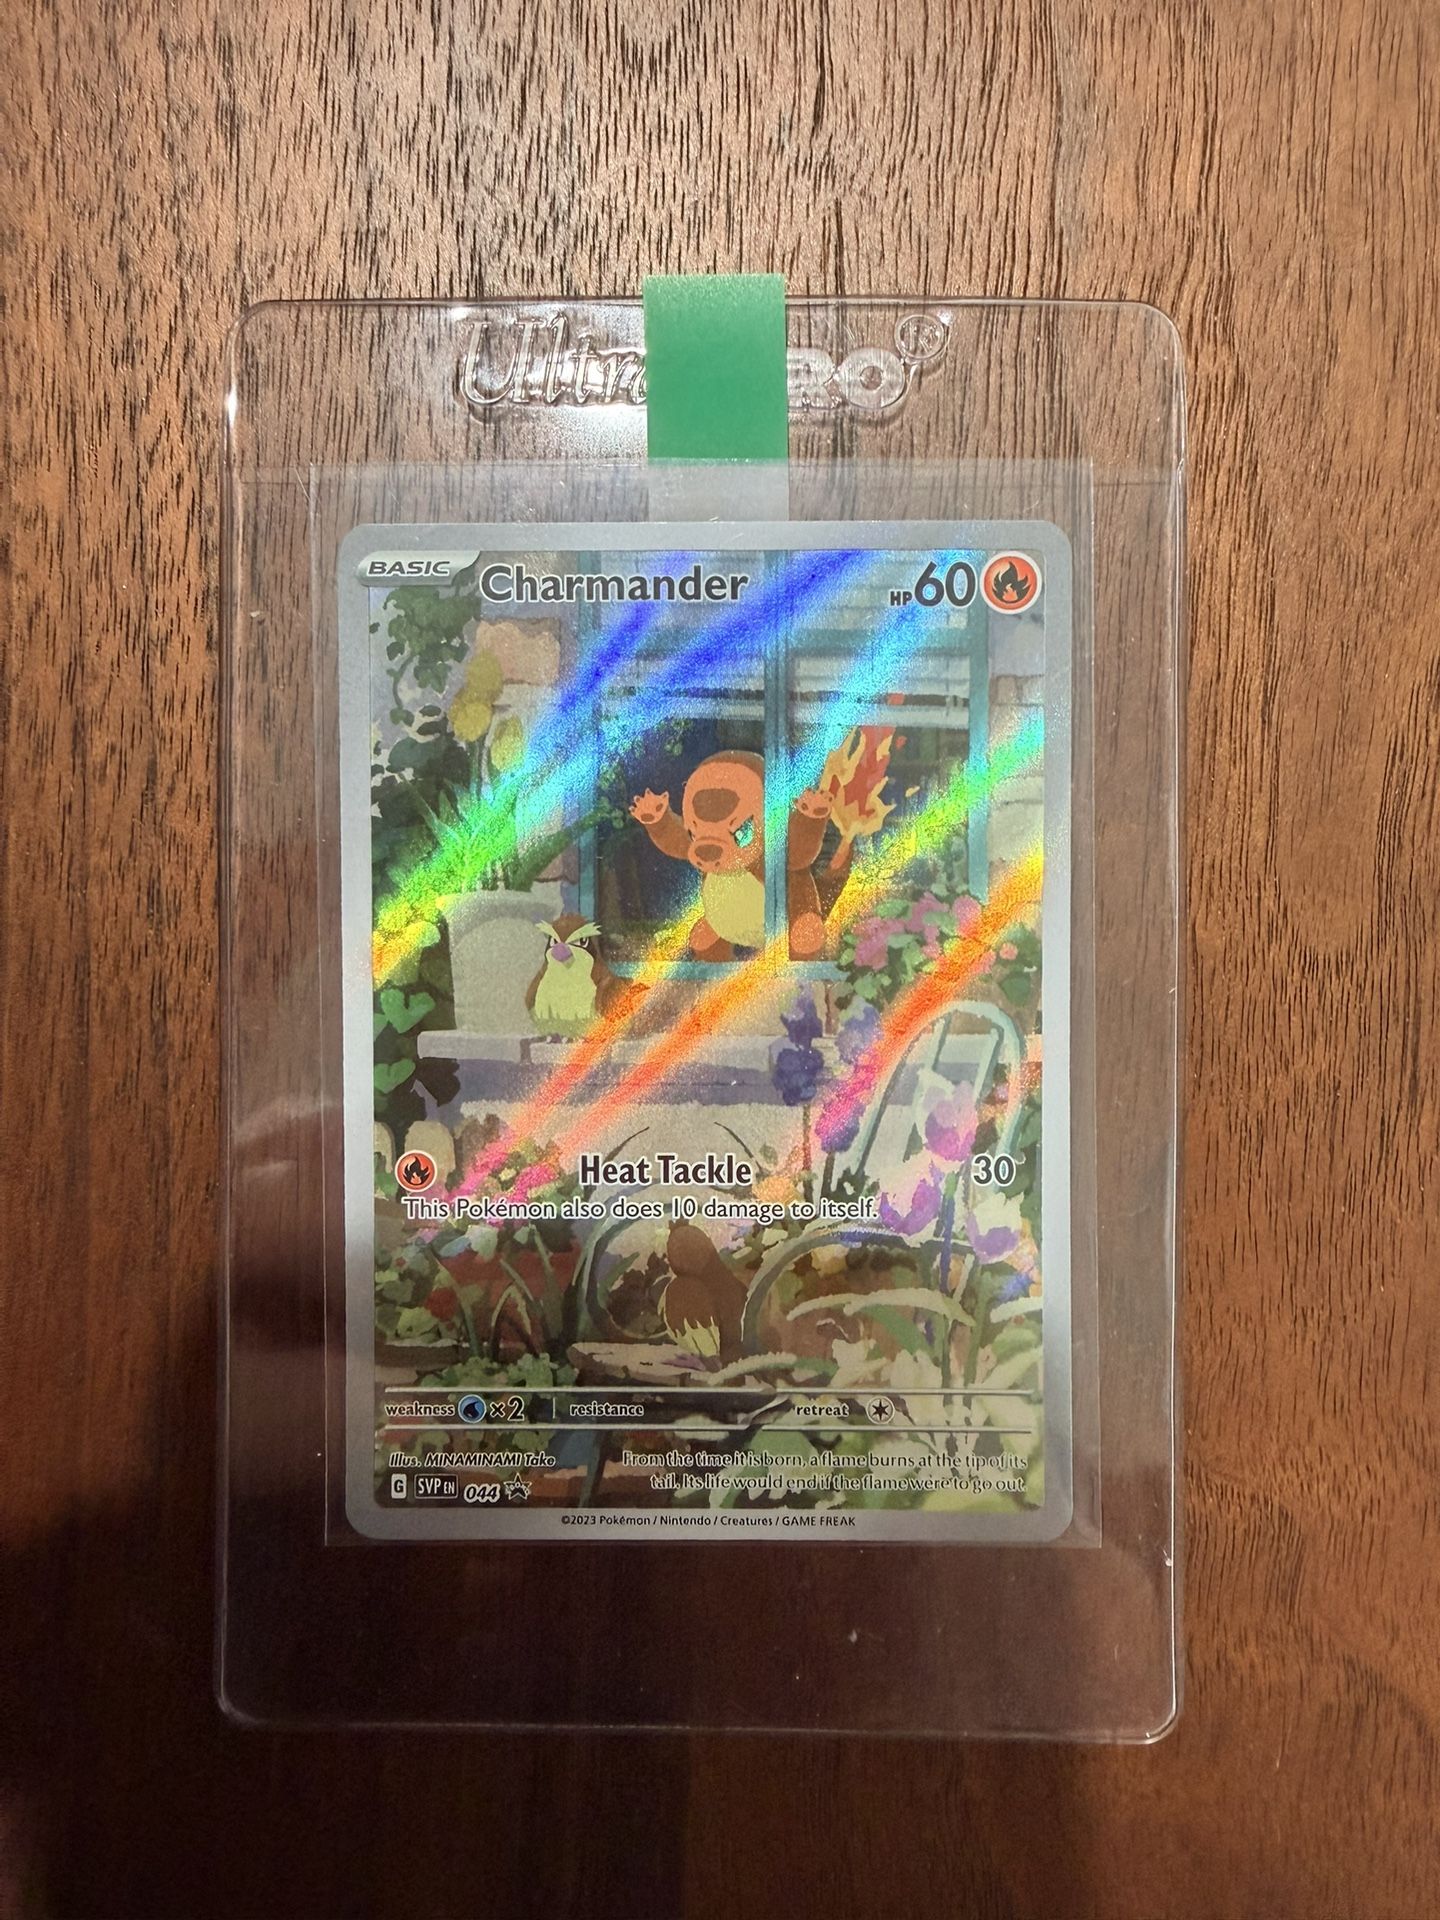 Ultra PRO®
BASIC
Charmander
HP60
Heat Tackle
30
This Pokémon also does 10 damage to itself.
weakness ×2
resistance
retreat
Illus. MINAMINAMI Take
From the time it is born, a flame burns at the tip of its
tail. Its life would end if the flame were to go out.
G SVP EN 044
©2023 Pokémon / Nintendo / Creatures / GAME FREAK